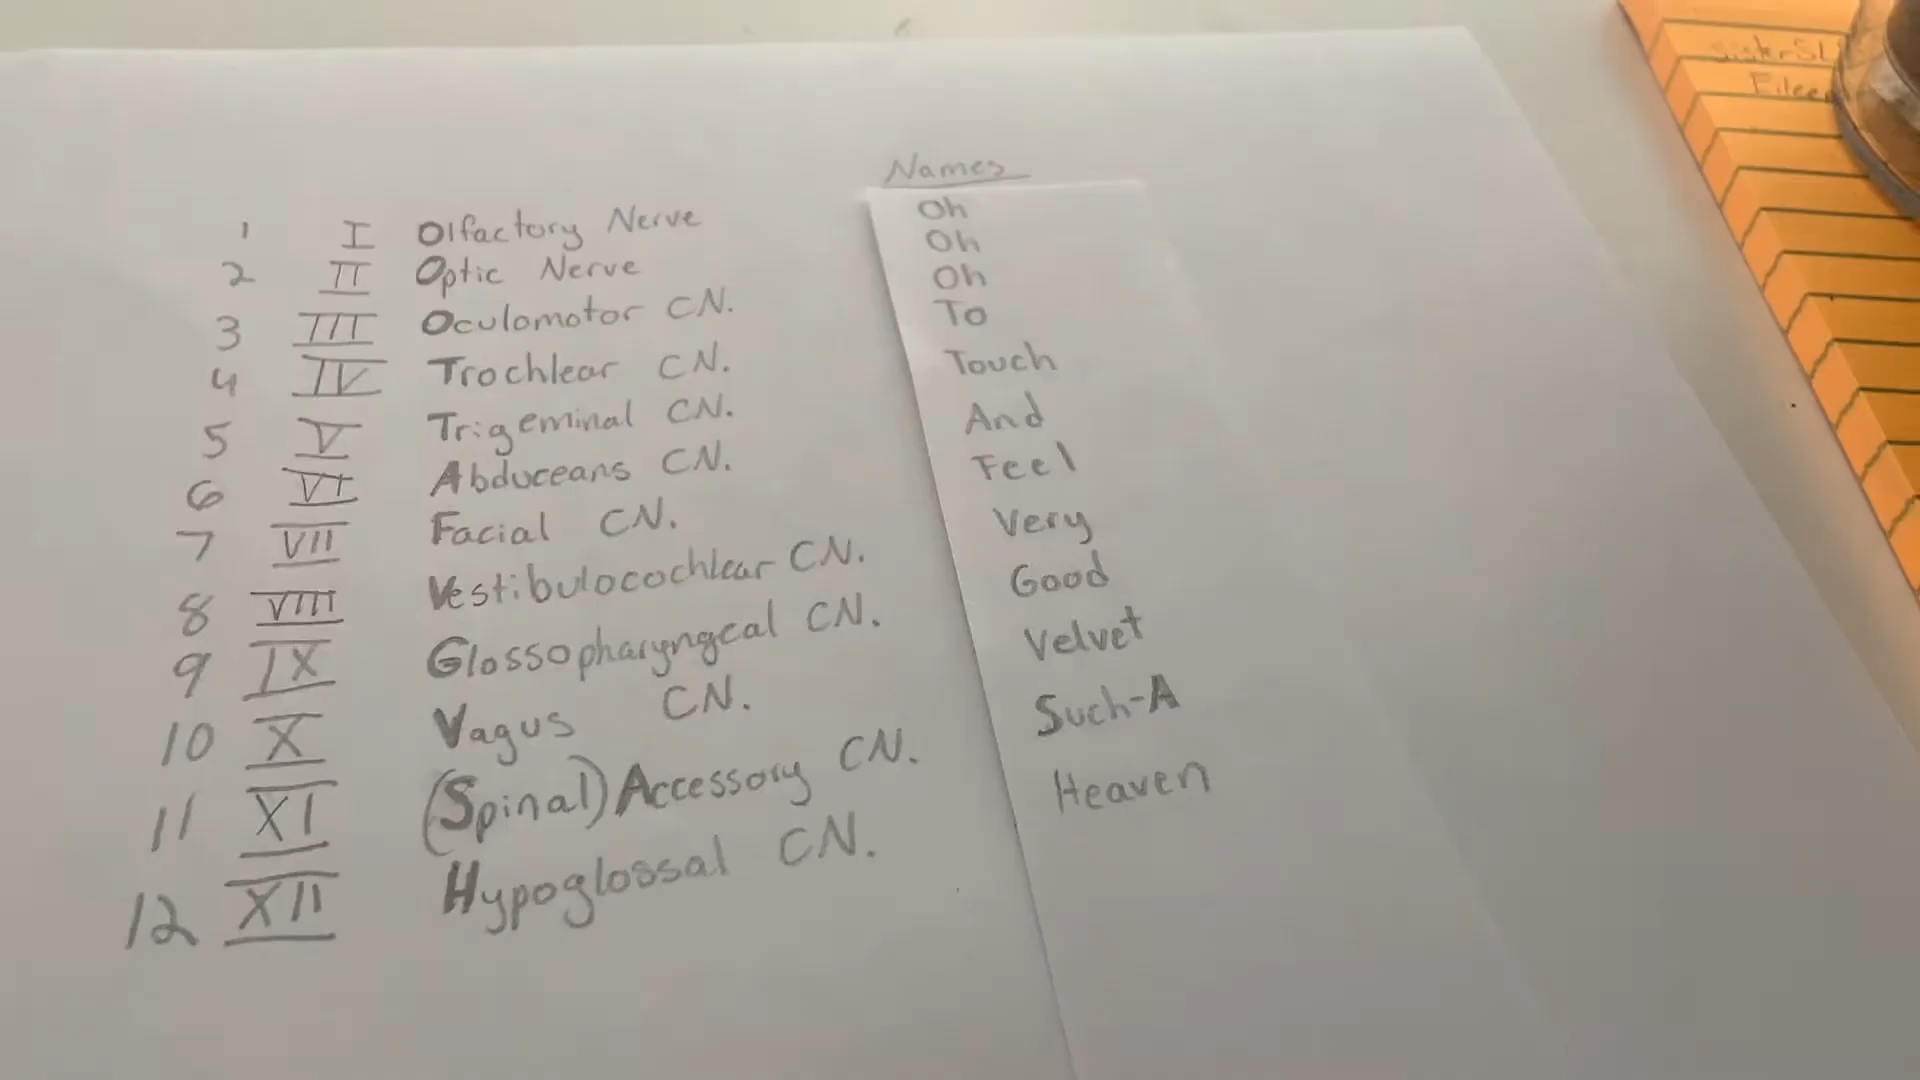 Names
1 I Olfactory Nerve Oh
2 II Optic Nerve Oh
3 III Oculomotor CN. Oh
4 IV Trochlear CN. To
5 V Trigeminal CN. Touch
6 VI Abduceans CN. And
7 VII Facial CN. Feel
8 VIII Vestibulocochlear CN. Very
9 IX Glossopharyngeal CN. Good
10 X Vagus CN. Velvet
11 XI (Spinal) Accessory CN. Such-A
12 XII Hypoglossal CN. Heaven